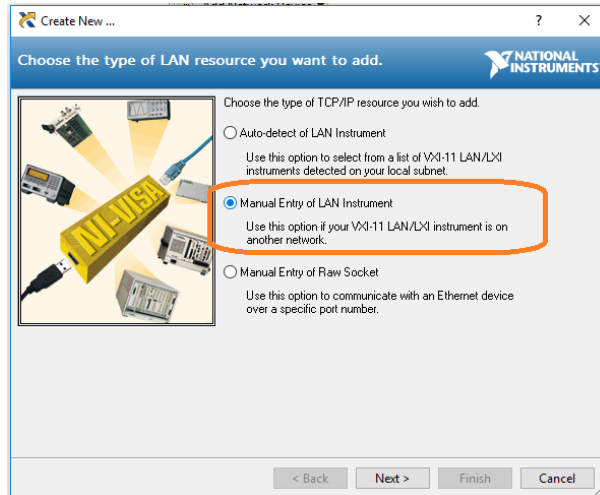 Create New ...
Choose the type of LAN resource you want to add.
NATIONAL
INSTRUMENTS
Choose the type of TCP/IP resource you wish to add.
Auto-detect of LAN Instrument
Use this option to select from a list of VXI-11 LAN/LXI
instruments detected on your local subnet.
Manual Entry of LAN Instrument
Use this option if your VXI-11 LAN/LXI instrument is on
another network.
Manual Entry of Raw Socket
Use this option to communicate with an Ethernet device
over a specific port number.
NI-VISA
< Back
Next >
Finish
Cancel